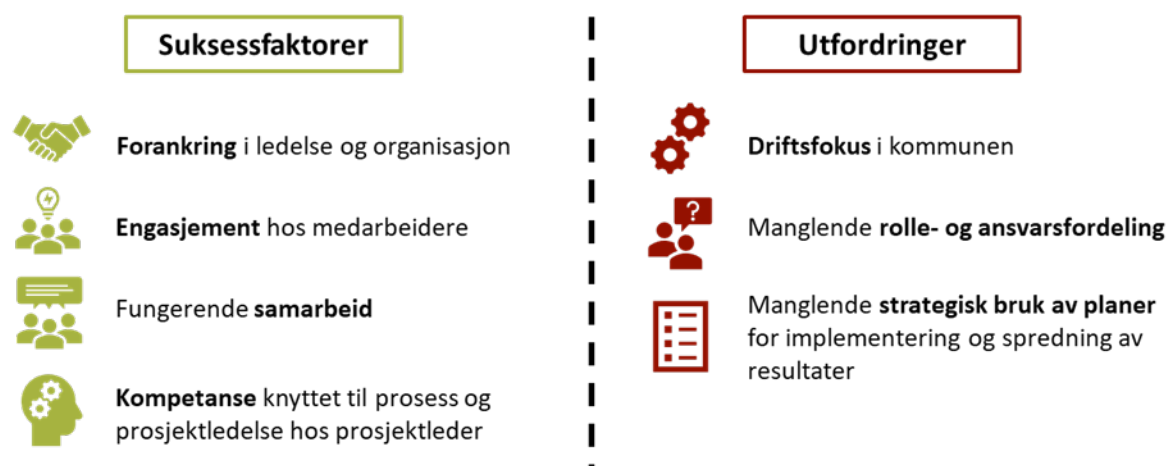 Suksessfaktorer
Forankring i ledelse og organisasjon
Engasjement hos medarbeidere
Fungerende samarbeid
Kompetanse knyttet til prosess og
prosjektledelse hos prosjektleder
Utfordringer
Driftsfokus i kommunen
?
Manglende rolle- og ansvarsfordeling
Manglende strategisk bruk av planer
for implementering og spredning av
resultater